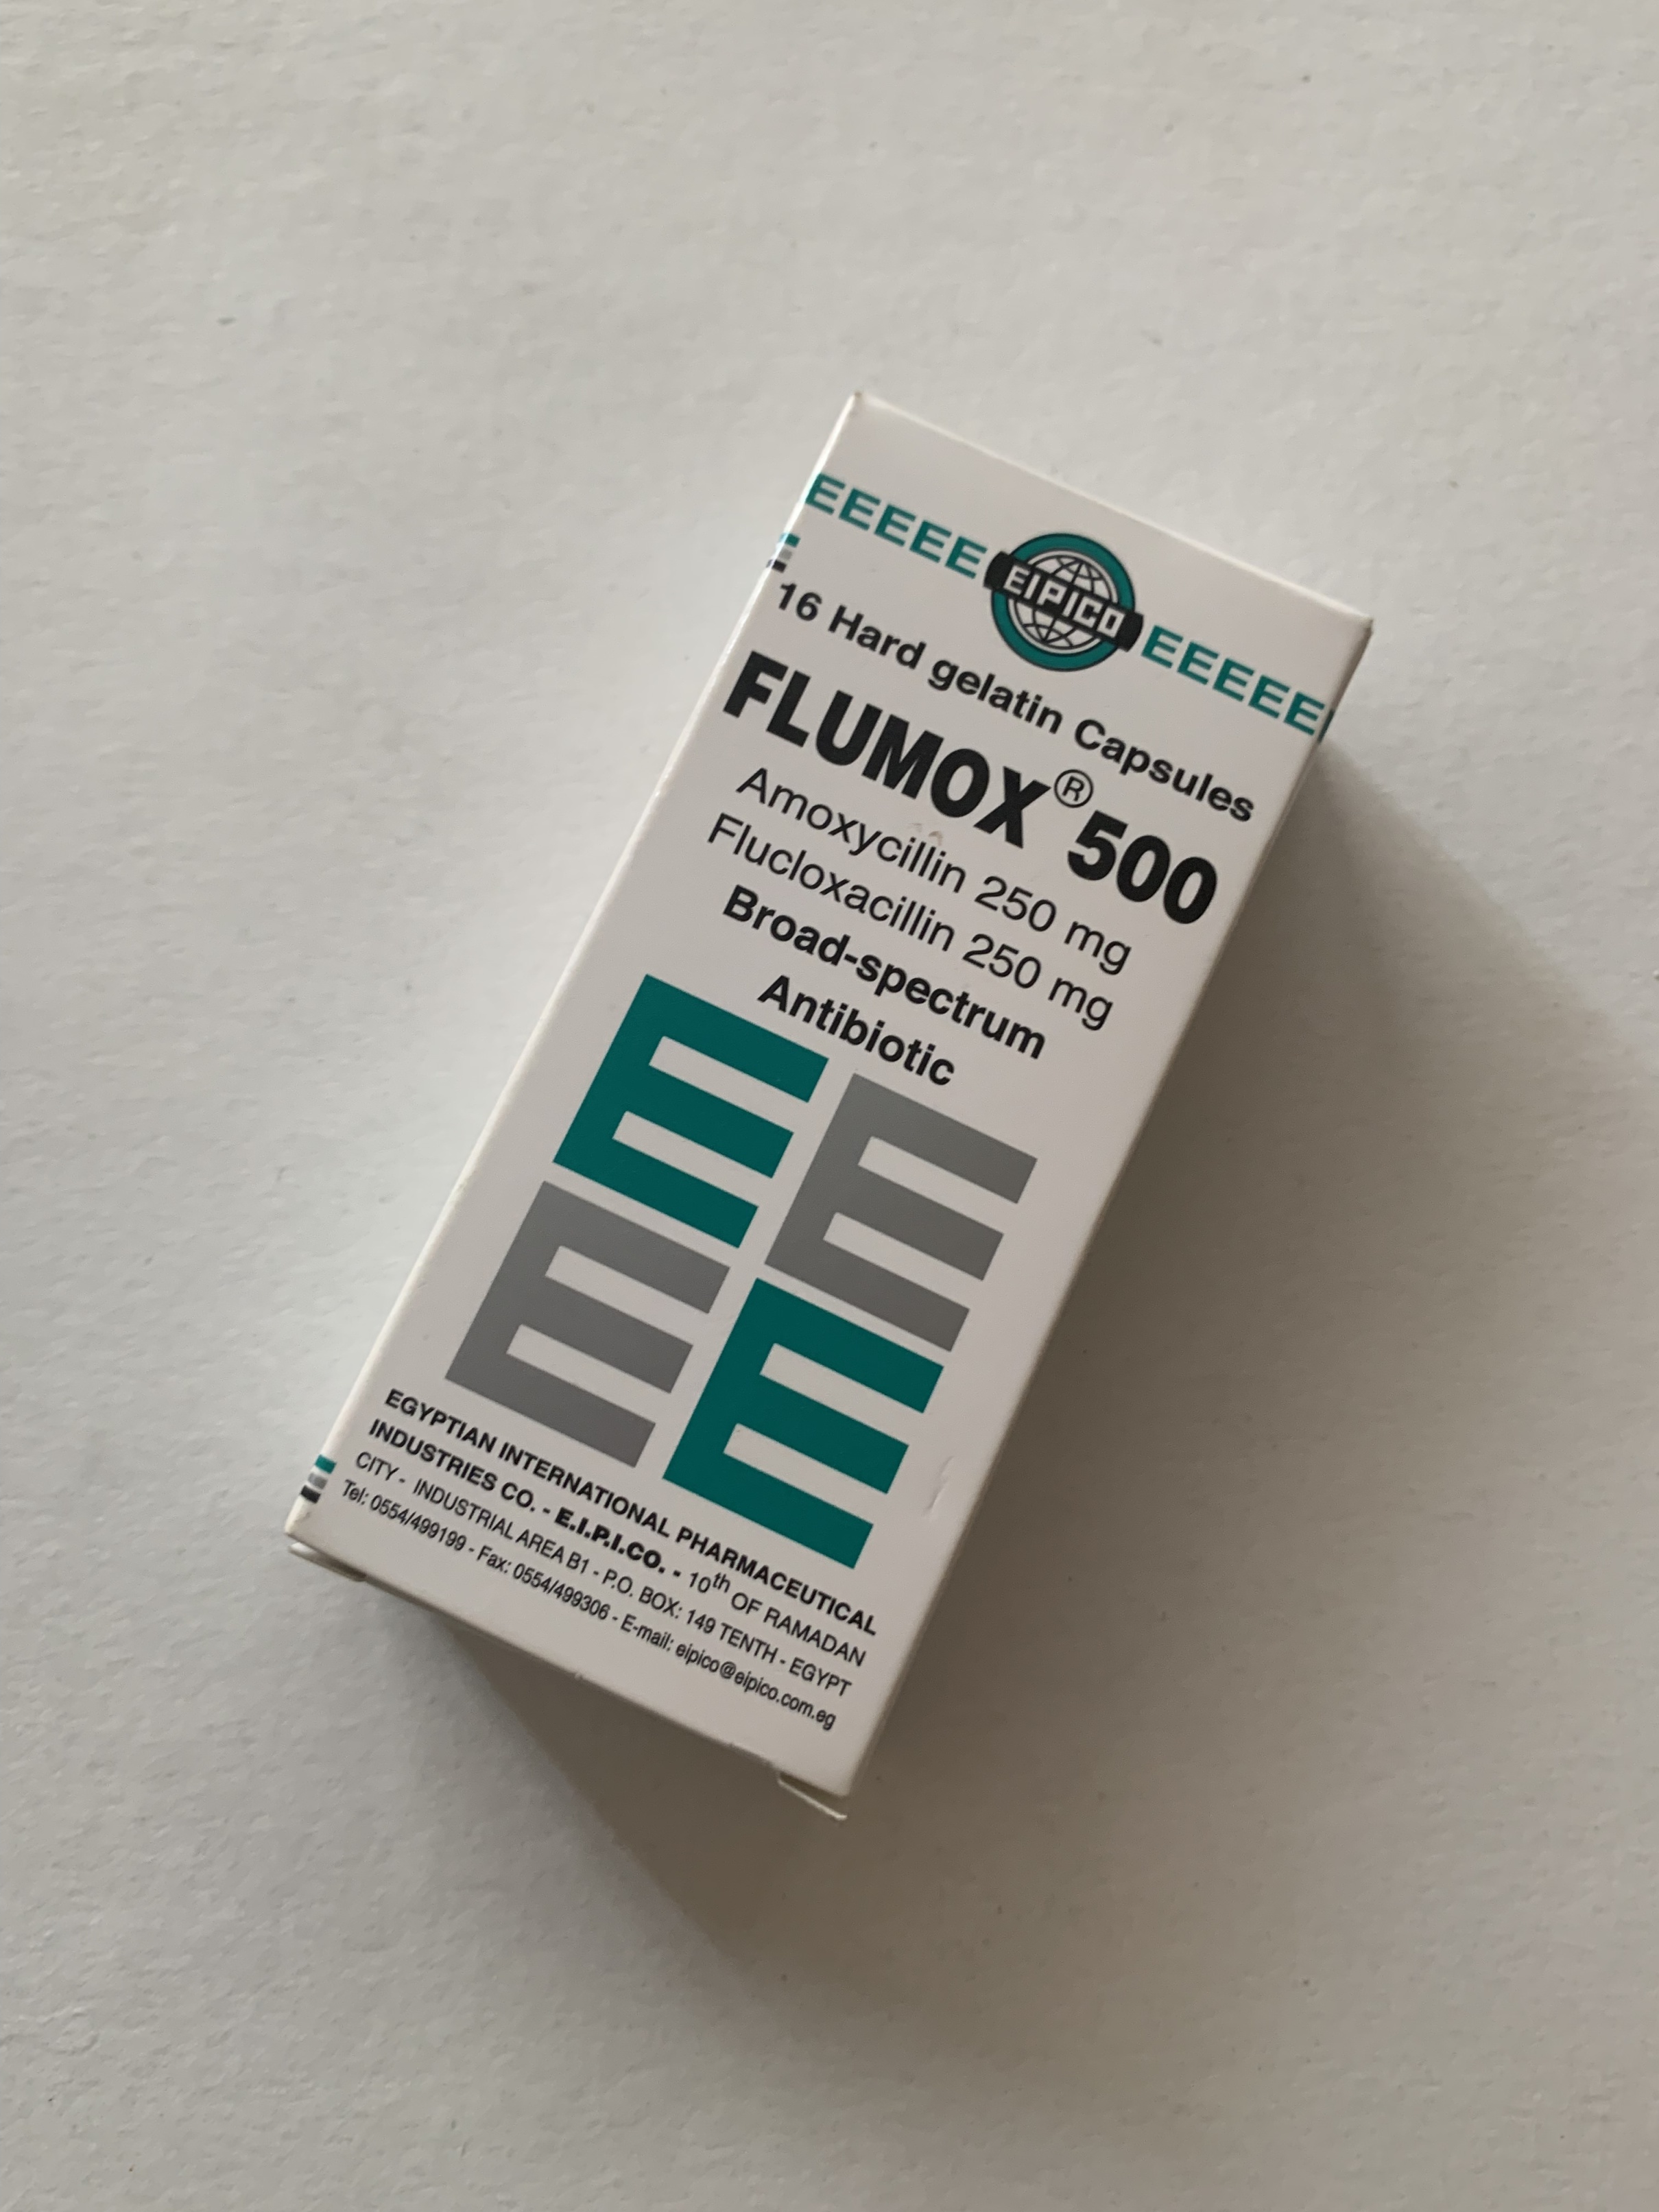 EEEEE EIPICO EEEEE
16 Hard gelatin Capsules
FLUMOX® 500
Amoxycillin 250 mg
Flucloxacillin 250 mg
Broad-spectrum
Antibiotic
E E
E E
EGYPTIAN INTERNATIONAL PHARMACEUTICAL
INDUSTRIES CO. - E.I.P.I.CO. - 10th OF RAMADAN
CITY - INDUSTRIAL AREA B1 - P.O. BOX: 149 TENTH - EGYPT
Tel: 0554/499199 - Fax: 0554/499306 - E-mail: eipico@eipico.com.eg